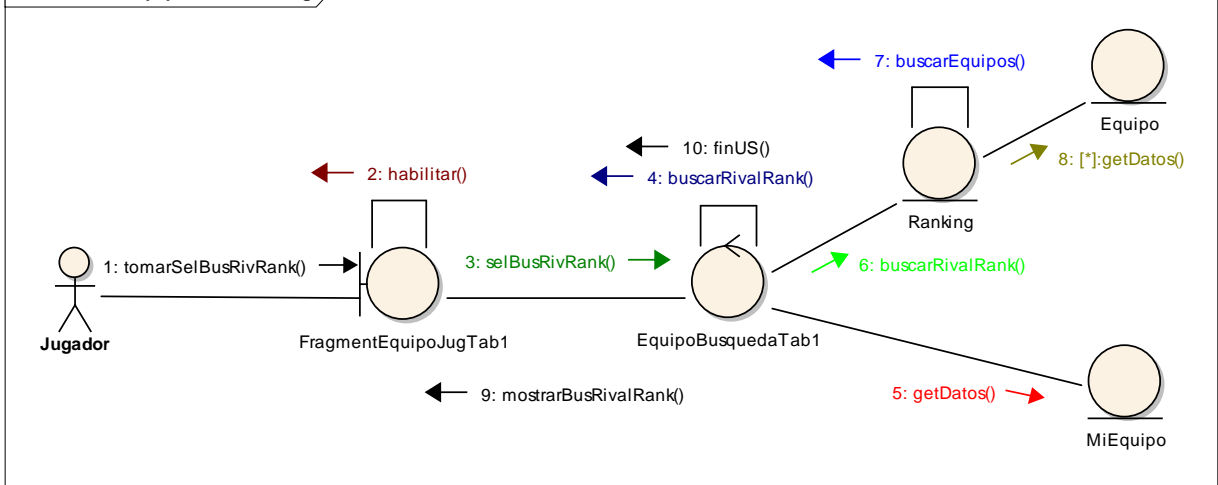 7: buscarEquipos()
Equipo
10: finUS()
8: [*]:getDatos()
2: habilitar()
4: buscarRivalRank()
Ranking
1: tomarSelBusRivRank()
3: selBusRivRank()
6: buscarRivalRank()
Jugador
FragmentEquipoJugTab1
EquipoBusquedaTab1
9: mostrarBusRivalRank()
5: getDatos()
MiEquipo